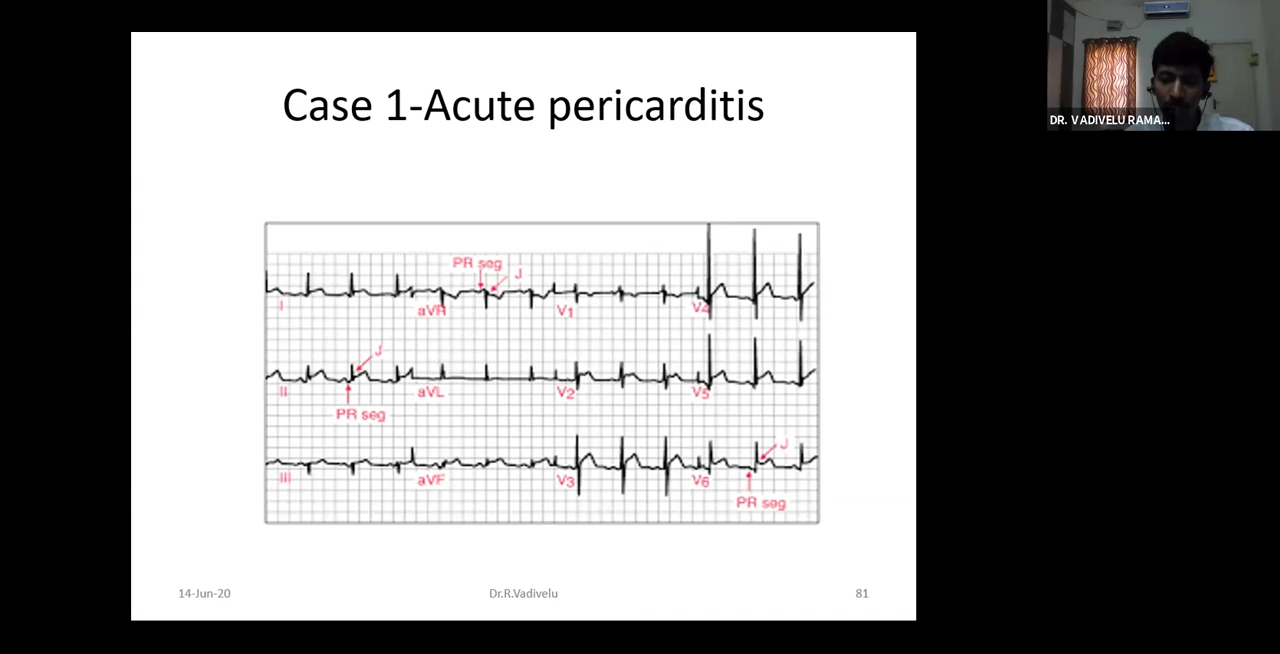 Case 1-Acute pericarditis
DR. VADIVELU RAMA...
PR seg
J
I
aVR
V1
V4
J
II
aVL
V2
V5
PR seg
J
III
aVF
V3
V6
PR seg
14-Jun-20
Dr.R.Vadivelu
81